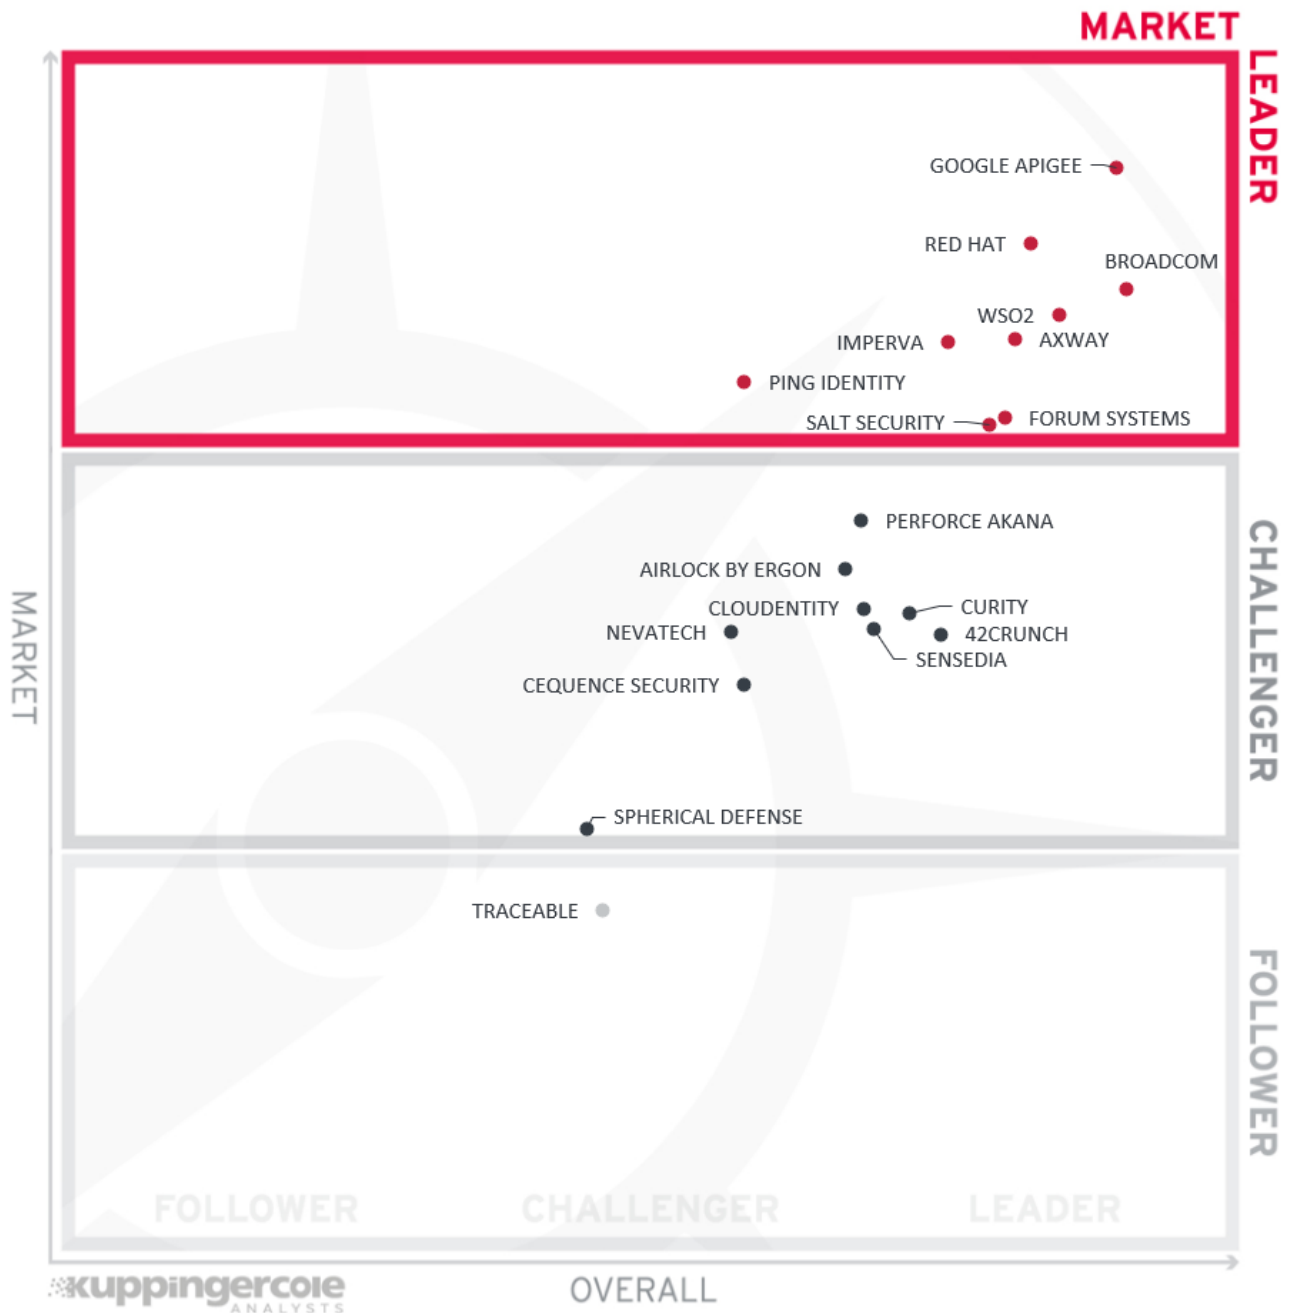 MARKET
LEADER
GOOGLE APIGEE
RED HAT
BROADCOM
WSO2
AXWAY
IMPERVA
PING IDENTITY
SALT SECURITY
FORUM SYSTEMS
CHALLENGER
PERFORCE AKANA
AIRLOCK BY ERGON
CLOUDENTITY
CURITY
NEVATECH
42CRUNCH
SENSEDIA
CEQUENCE SECURITY
MARKET
SPHERICAL DEFENSE
TRACEABLE
FOLLOWER
FOLLOWER
CHALLENGER
LEADER
kuppingercole
ANALYSTS
OVERALL